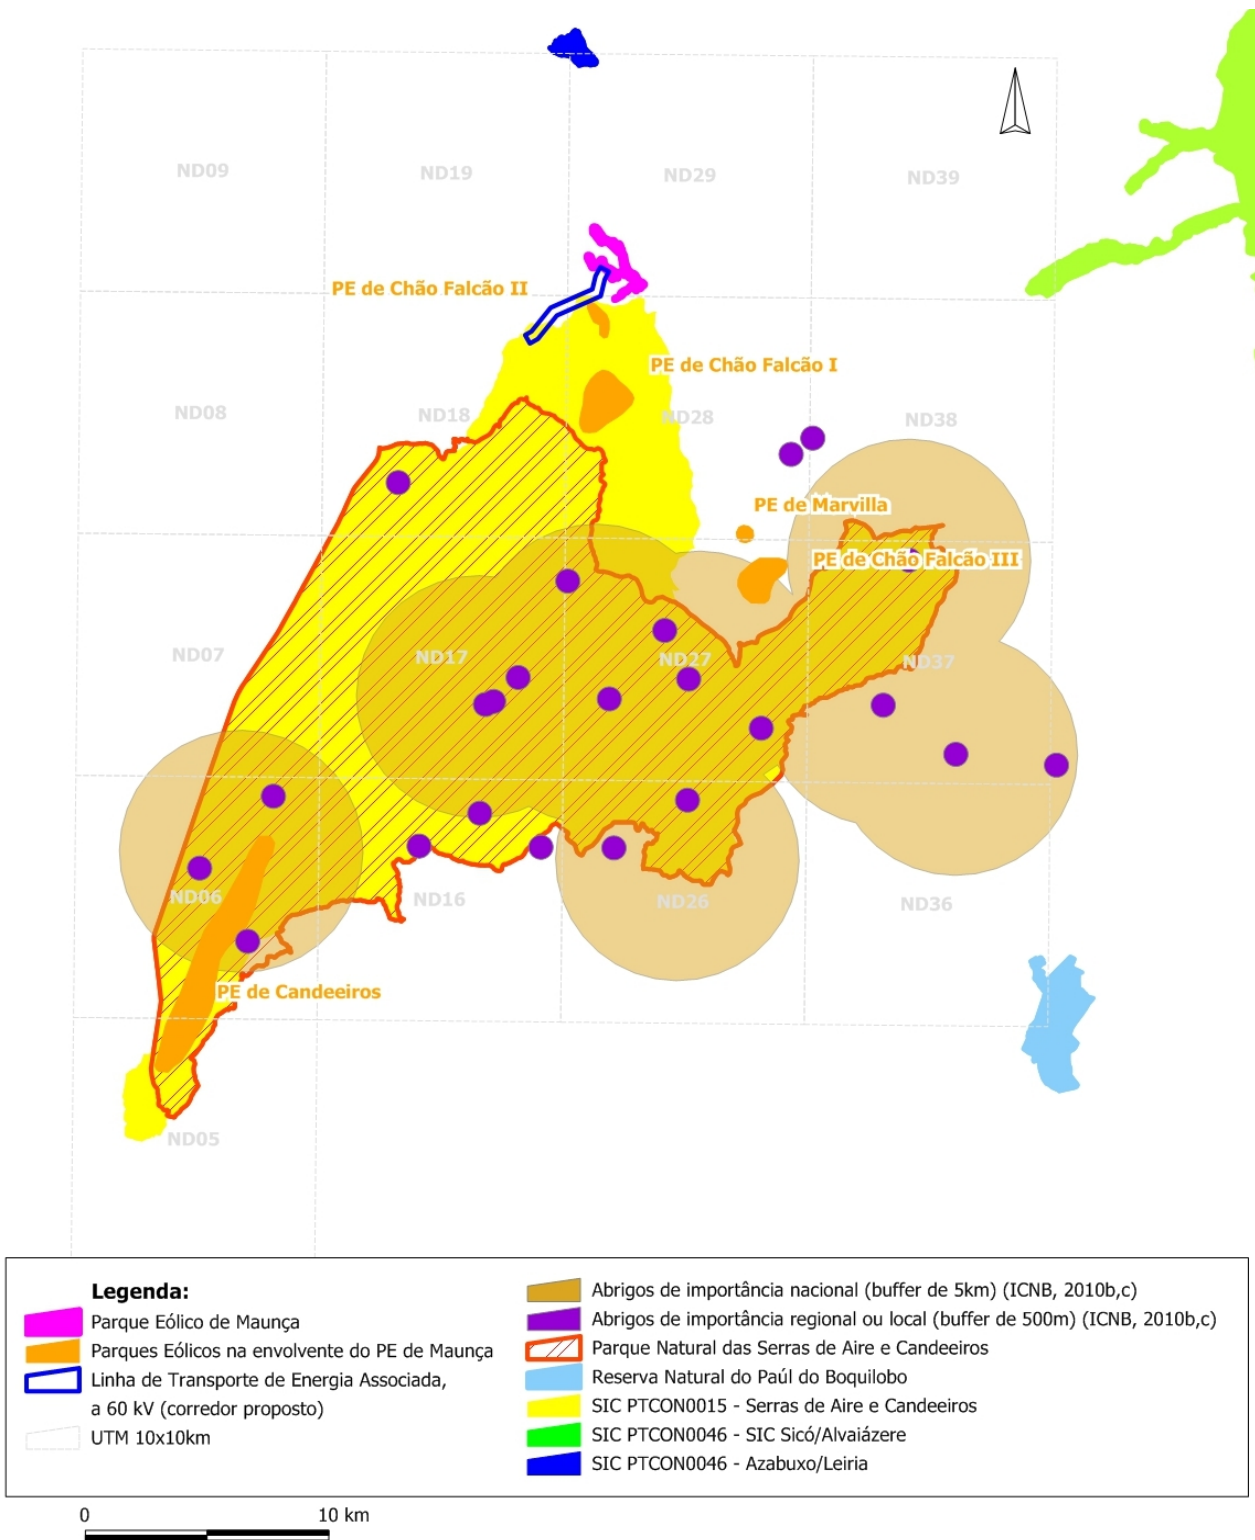 ND09
ND19
ND29
ND39
PE de Chão Falcão II
PE de Chão Falcão I
ND08
ND18
ND28
ND38
PE de Marvilla
PE de Chão Falcão III
ND07
ND17
ND27
ND37
ND06
ND16
ND26
ND36
PE de Candeeiros
ND05
Legenda:
Parque Eólico de Maunça
Parques Eólicos na envolvente do PE de Maunça
Linha de Transporte de Energia Associada,
a 60 kV (corredor proposto)
UTM 10x10km
Abrigos de importância nacional (buffer de 5km) (ICNB, 2010b,c)
Abrigos de importância regional ou local (buffer de 500m) (ICNB, 2010b,c)
Parque Natural das Serras de Aire e Candeeiros
Reserva Natural do Paúl do Boquilobo
SIC PTCON0015 - Serras de Aire e Candeeiros
SIC PTCON0046 - SIC Sicó/Alvaiázere
SIC PTCON0046 - Azabuxo/Leiria
0 10 km